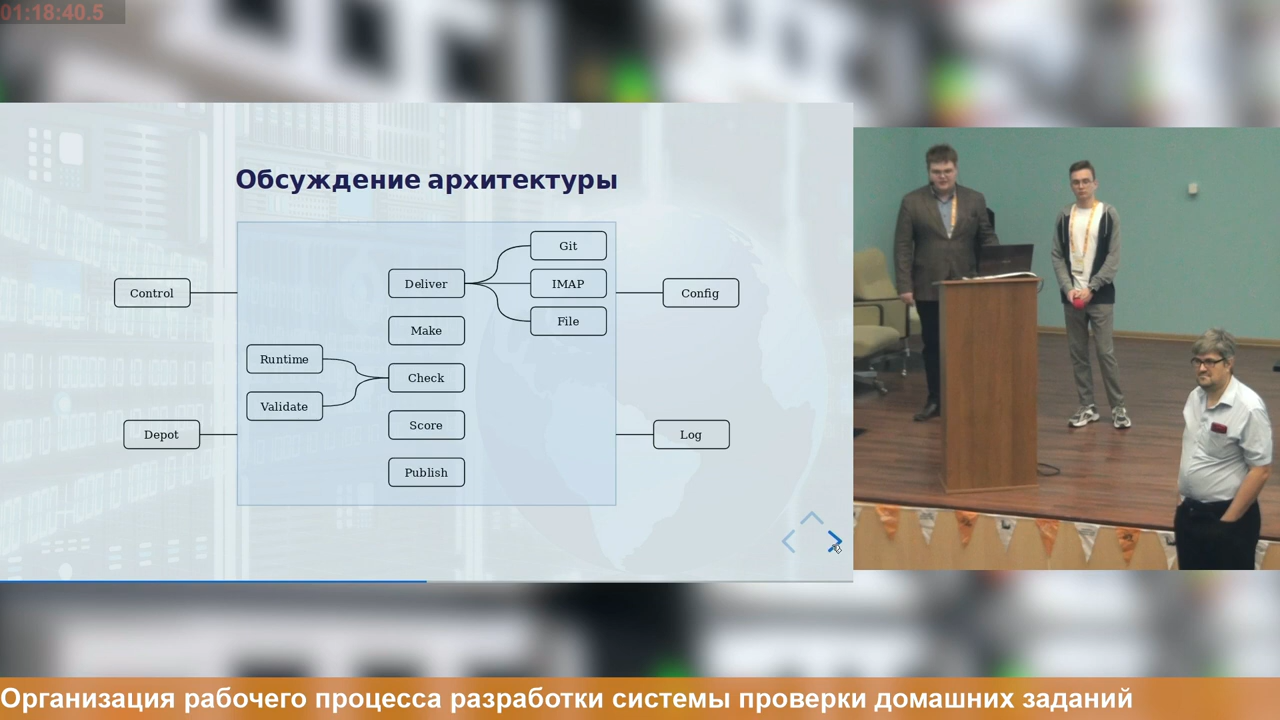 01:18:40.5
Обсуждение архитектуры
Git
Deliver
IMAP
Control
Config
File
Make
Runtime
Check
Validate
Score
Depot
Log
Publish
Организация рабочего процесса разработки системы проверки домашних заданий